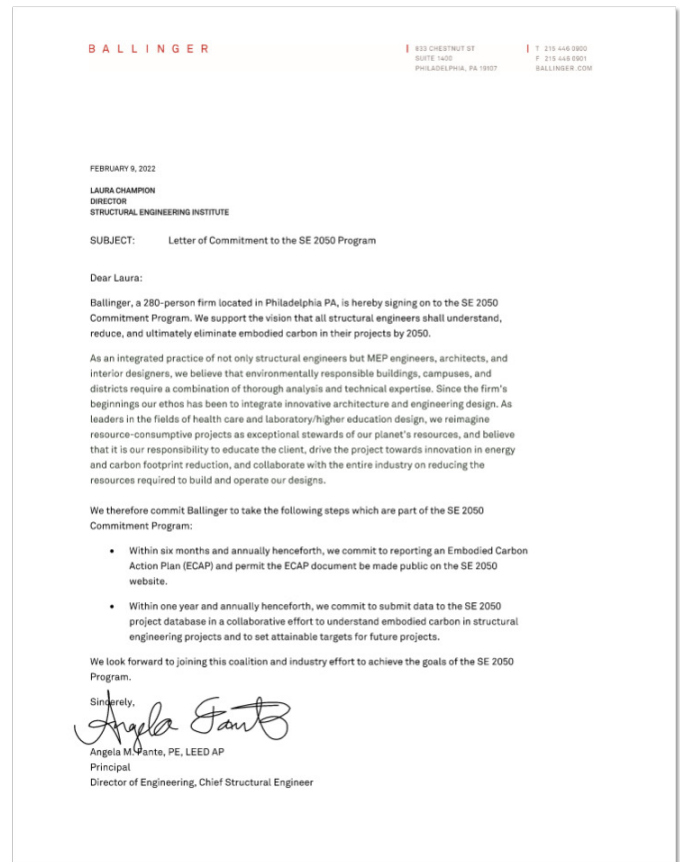 BALLINGER
833 CHESTNUT ST
SUITE 1400
PHILADELPHIA, PA 19107
T 215 446 0900
F 215 446 0901
BALLINGER.COM
FEBRUARY 9, 2022
LAURA CHAMPION
DIRECTOR
STRUCTURAL ENGINEERING INSTITUTE
SUBJECT: Letter of Commitment to the SE 2050 Program
Dear Laura:
Ballinger, a 280-person firm located in Philadelphia PA, is hereby signing on to the SE 2050
Commitment Program. We support the vision that all structural engineers shall understand,
reduce, and ultimately eliminate embodied carbon in their projects by 2050.
As an integrated practice of not only structural engineers but MEP engineers, architects, and
interior designers, we believe that environmentally responsible buildings, campuses, and
districts require a combination of thorough analysis and technical expertise. Since the firm's
beginnings our ethos has been to integrate innovative architecture and engineering design. As
leaders in the fields of health care and laboratory/higher education design, we reimagine
resource-consumptive projects as exceptional stewards of our planet's resources, and believe
that it is our responsibility to educate the client, drive the project towards innovation in energy
and carbon footprint reduction, and collaborate with the entire industry on reducing the
resources required to build and operate our designs.
We therefore commit Ballinger to take the following steps which are part of the SE 2050
Commitment Program:
• Within six months and annually henceforth, we commit to reporting an Embodied Carbon
Action Plan (ECAP) and permit the ECAP document be made public on the SE 2050
website.
• Within one year and annually henceforth, we commit to submit data to the SE 2050
project database in a collaborative effort to understand embodied carbon in structural
engineering projects and to set attainable targets for future projects.
We look forward to joining this coalition and industry effort to achieve the goals of the SE 2050
Program.
Sincerely,
Angela Fante
Angela M. Fante, PE, LEED AP
Principal
Director of Engineering, Chief Structural Engineer